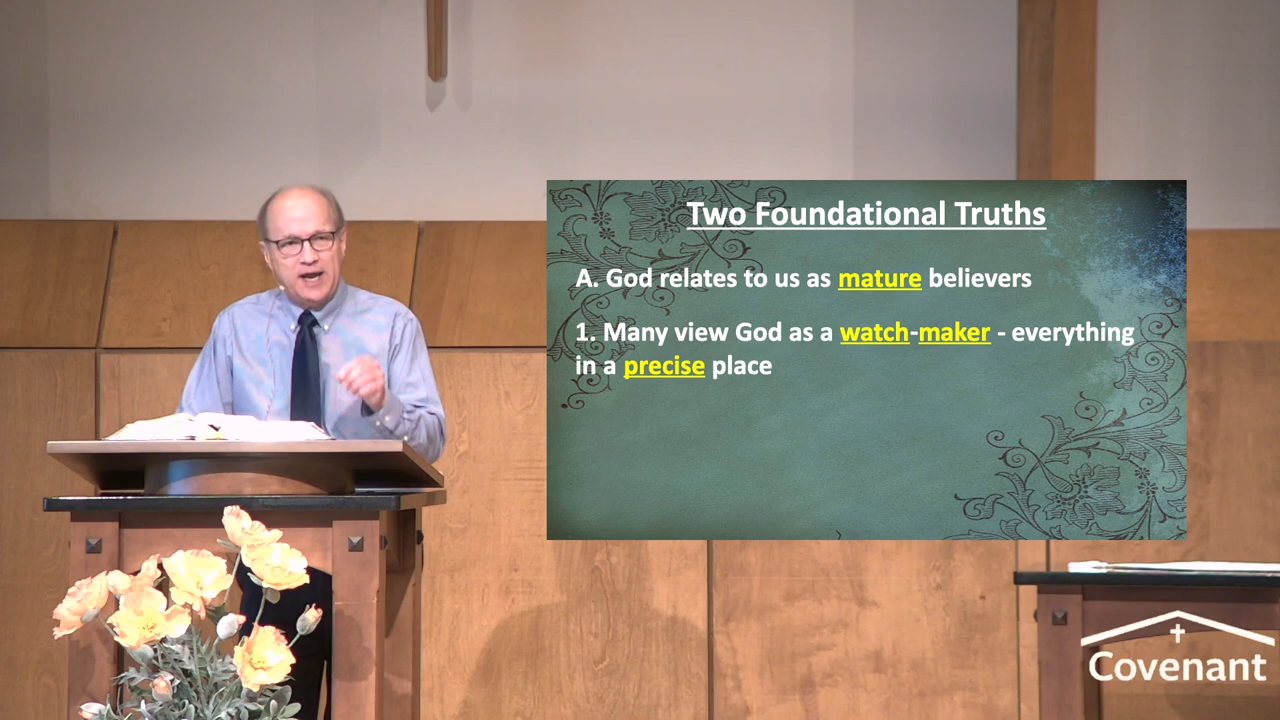 Two Foundational Truths
A. God relates to us as mature believers
1. Many view God as a watch-maker - everything
in a precise place
Covenant